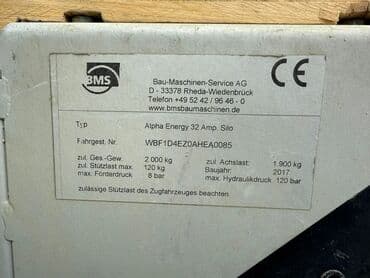 BMS
Bau-Maschinen-Service AG
D - 33378 Rheda-Wiedenbrück
Telefon +49 52 42 / 96 46 - 0
www.bmsbaumaschinen.de
CE
Typ Alpha Energy 32 Amp. Silo
Fahrgest. Nr. WBF1D4EZ0AHEA0085
zul. Ges.-Gew. 2 000 kg zul. Achslast: 1.900 kg
zul. Stützlast max 120 kg Baujahr: 2017
max. Förderdruck 8 bar max. Hydraulikdruck 120 bar
zulässige Stützlast des Zugfahrzeuges beachten.